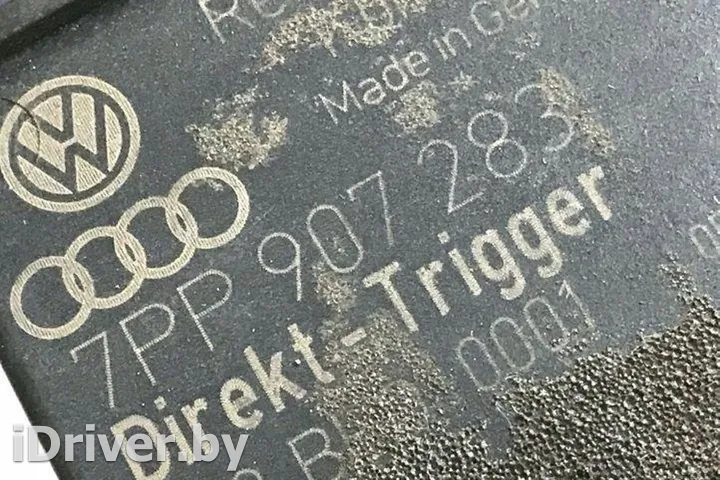 Made in Ger
7PP 907 283
Direkt-Trigger
0001
iDriver.by